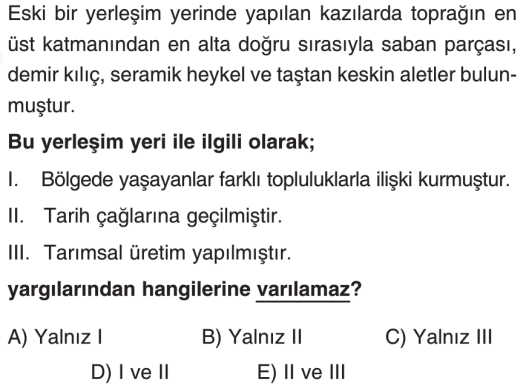 Eski bir yerleşim yerinde yapılan kazılarda toprağın en
üst katmanından en alta doğru sırasıyla saban parçası,
demir kılıç, seramik heykel ve taştan keskin aletler bulun-
muştur.
Bu yerleşim yeri ile ilgili olarak;
I. Bölgede yaşayanlar farklı topluluklarla ilişki kurmuştur.
II. Tarih çağlarına geçilmiştir.
III. Tarımsal üretim yapılmıştır.
yargılarından hangilerine varılamaz?
A) Yalnız I B) Yalnız II C) Yalnız III
D) I ve II E) II ve III